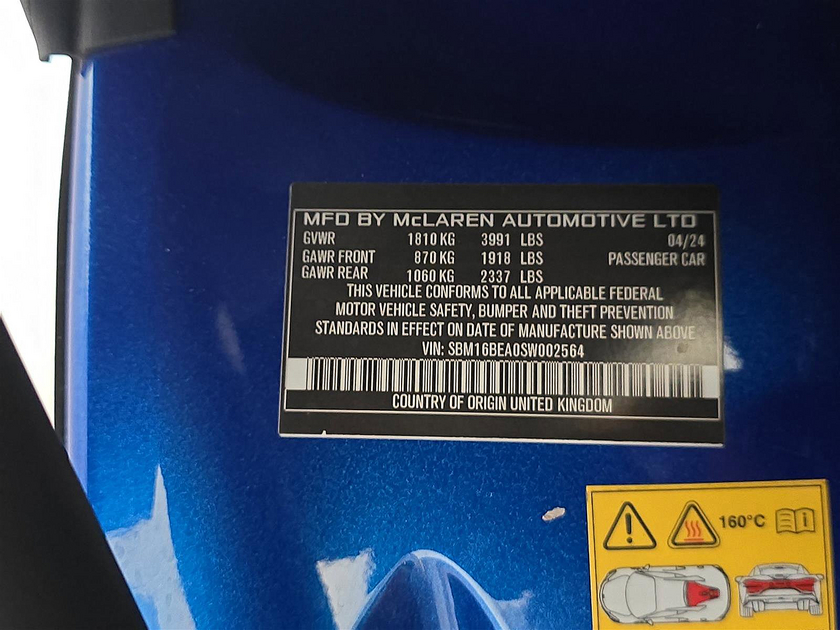 MFD BY McLAREN AUTOMOTIVE LTD
GVWR 1810 KG 3991 LBS 04/24
GAWR FRONT 870 KG 1918 LBS PASSENGER CAR
GAWR REAR 1060 KG 2337 LBS
THIS VEHICLE CONFORMS TO ALL APPLICABLE FEDERAL
MOTOR VEHICLE SAFETY, BUMPER AND THEFT PREVENTION
STANDARDS IN EFFECT ON DATE OF MANUFACTURE SHOWN ABOVE
VIN: SBM16BEA0SW002564
COUNTRY OF ORIGIN UNITED KINGDOM
160°C